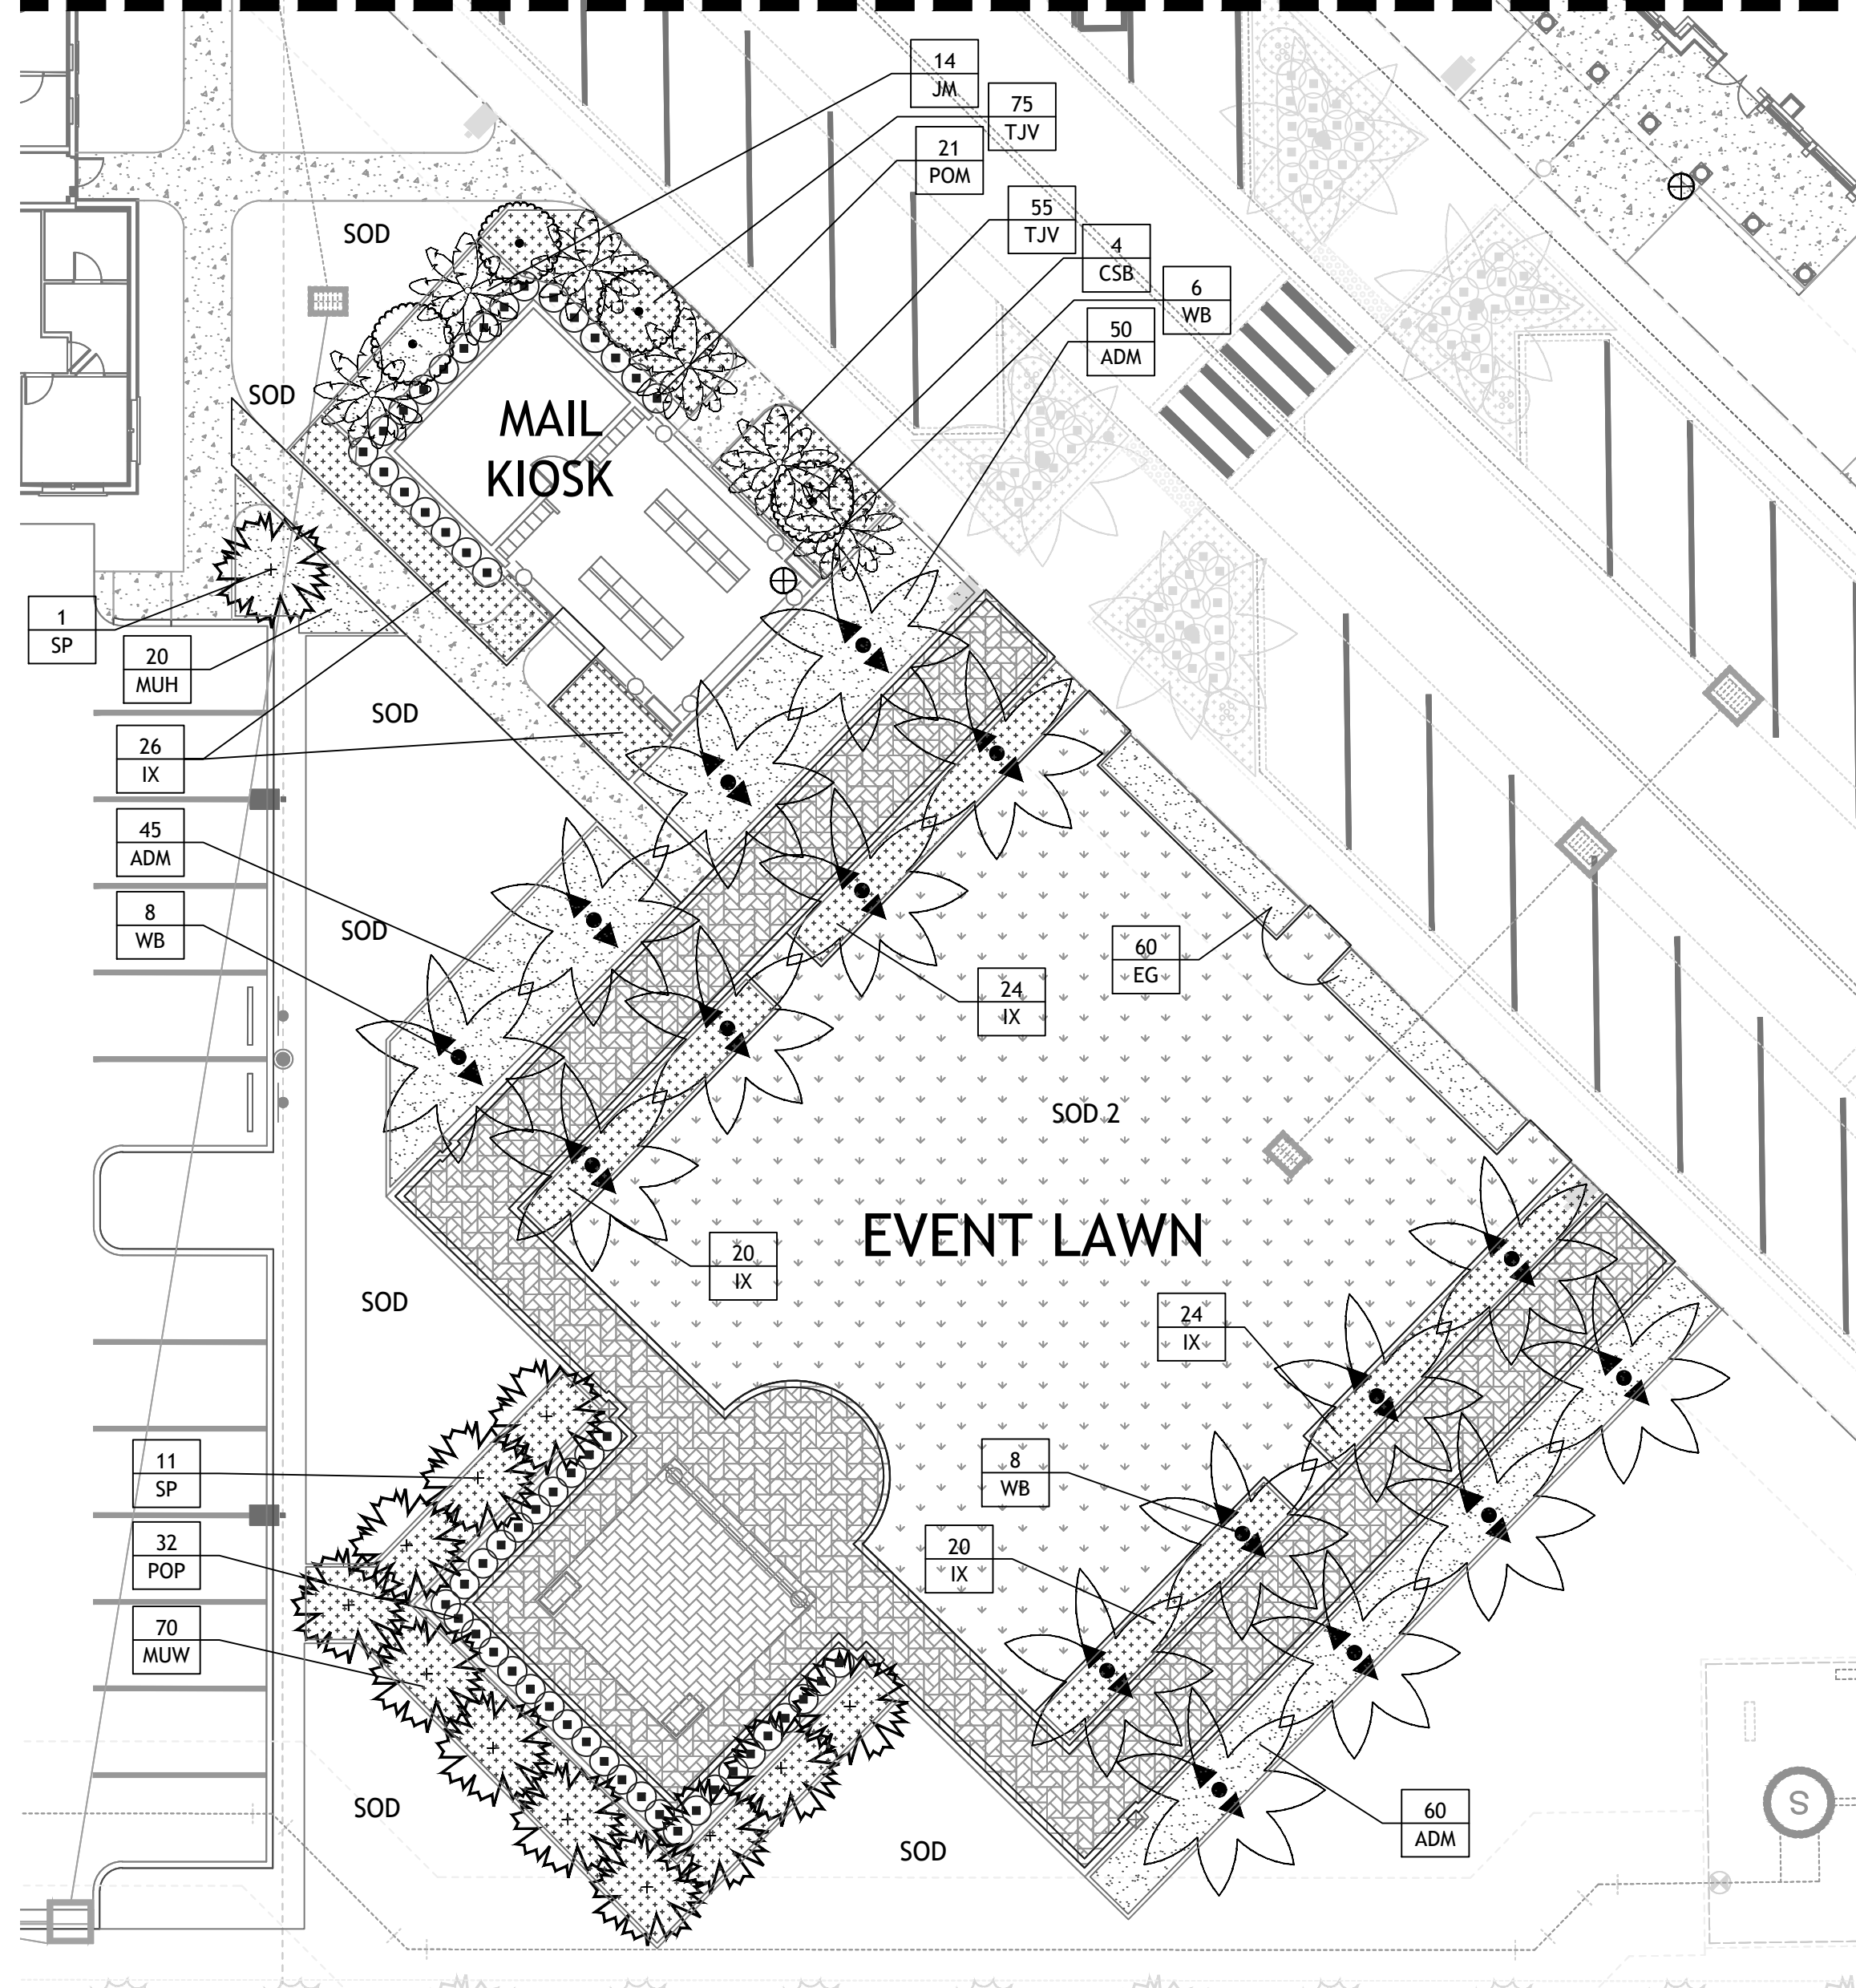 14
JM
75
TJV
21
POM
55
TJV
4
CSB
6
WB
50
ADM
SOD
SOD
MAIL
KIOSK
1
SP
20
MUH
SOD
26
IX
45
ADM
8
WB
SOD
60
EG
24
IX
SOD 2
EVENT LAWN
20
IX
SOD
24
IX
11
SP
8
WB
32
POP
20
IX
70
MUW
SOD
SOD
60
ADM
S